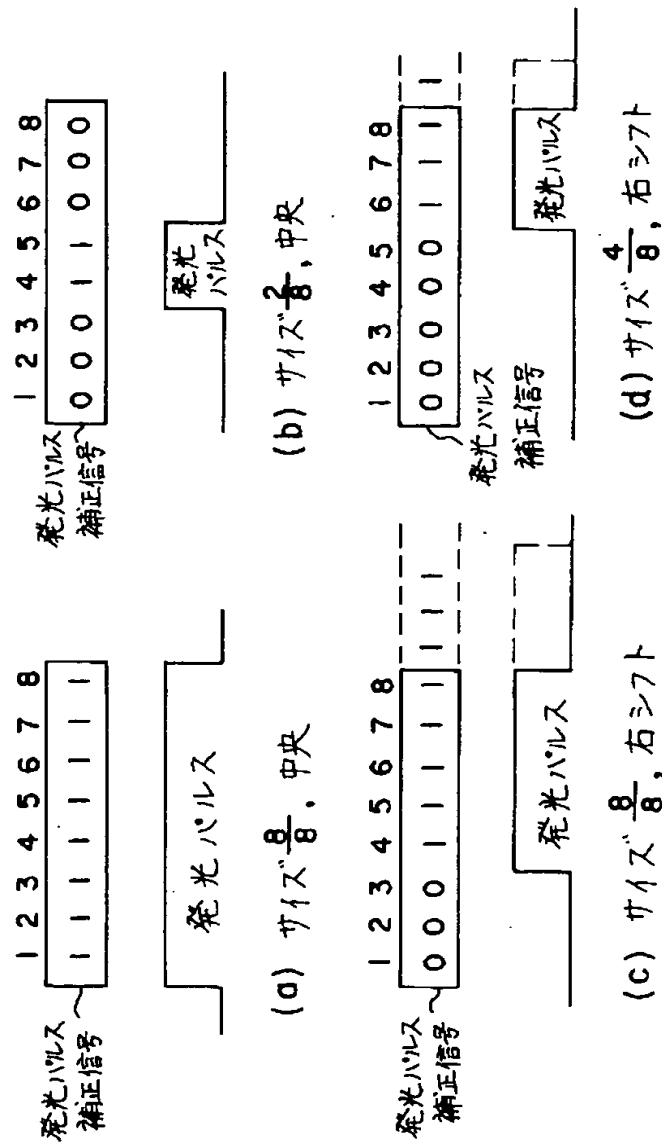 発光パルス
補正信号
1 2 3 4 5 6 7 8
1 1 1 1 1 1 1 1
発光パルス
(a) サイズ 8/8, 中央
発光パルス
補正信号
1 2 3 4 5 6 7 8
0 0 0 1 1 0 0 0
発光
パルス
(b) サイズ 2/8, 中央
発光パルス
補正信号
1 2 3 4 5 6 7 8
0 0 0 1 1 1 1 1 1 1 1
発光パルス
(c) サイズ 8/8, 右シフト
1 2 3 4 5 6 7 8
0 0 0 0 0 1 1 1 1
発光パルス
補正信号
発光パルス
(d) サイズ 4/8, 右シフト